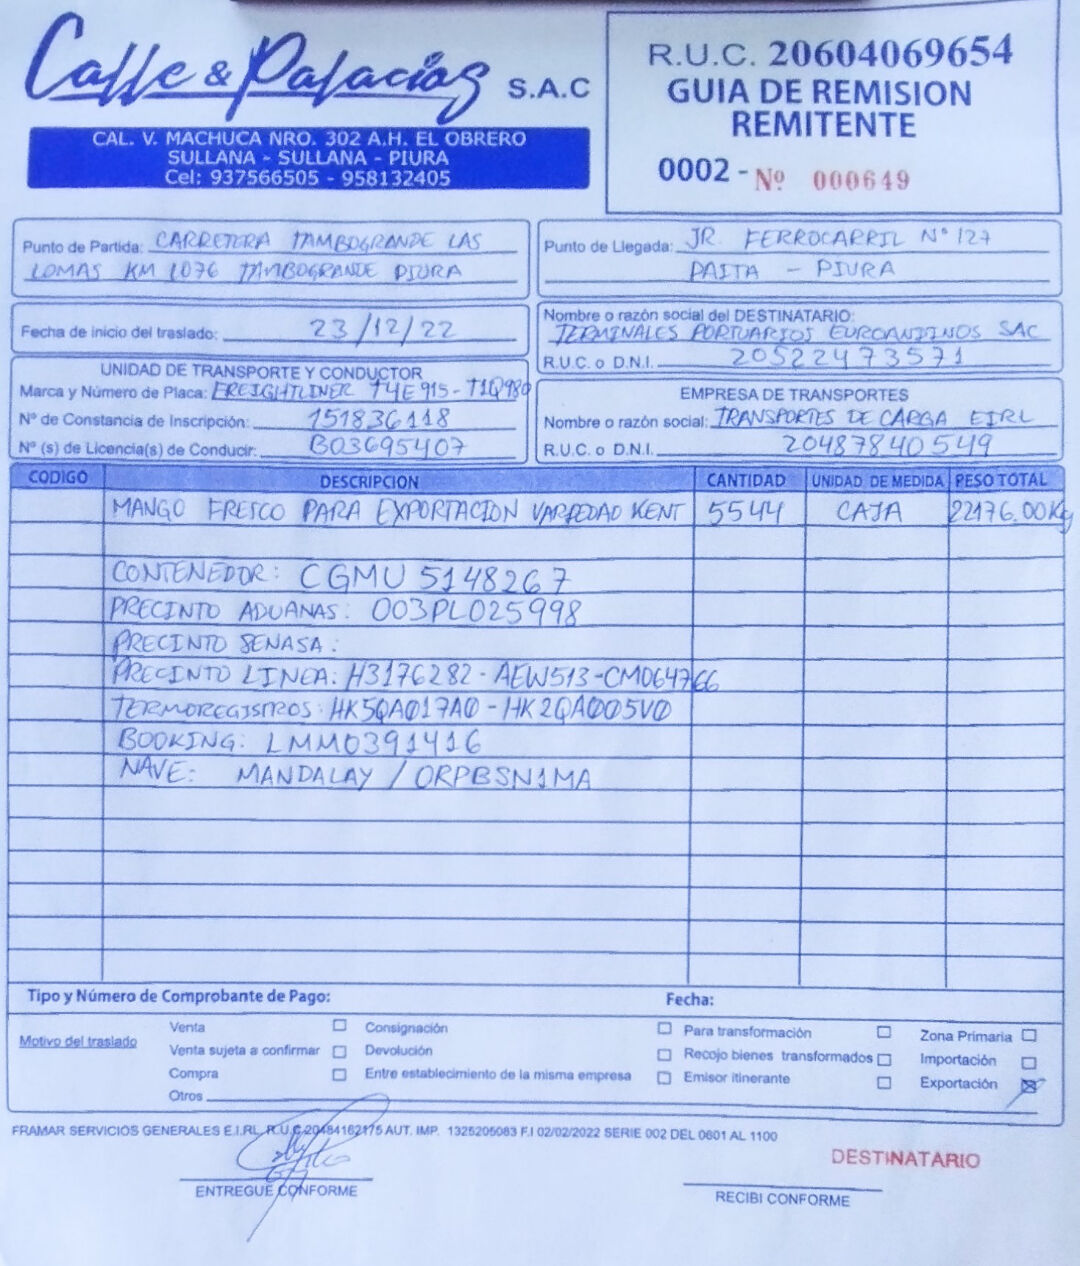 Calle & Palacios S.A.C
CAL. V. MACHUCA NRO. 302 A.H. EL OBRERO
SULLANA - SULLANA - PIURA
Cel: 937566505 - 958132405
R.U.C. 20604069654
GUIA DE REMISION
REMITENTE
0002 - Nº 000649
Punto de Partida: CARRETERA TAMBOGRANDE LAS
LOMAS KM 1076 TAMBOGRANDE PIURA
Punto de Llegada: JR. FERROCARRIL N° 127
PAITA - PIURA
Fecha de inicio del traslado: 23/12/22
Nombre o razón social del DESTINATARIO:
TERMINALES PORTUARIOS EUROANDINOS SAC
R.U.C. o D.N.I. 20522473571
UNIDAD DE TRANSPORTE Y CONDUCTOR
Marca y Número de Placa: FREIGHTLINER T4E915-T1Q980
Nº de Constancia de Inscripción: 151836118
Nº (s) de Licencia(s) de Conducir: B03695407
EMPRESA DE TRANSPORTES
Nombre o razón social: TRANSPORTES DE CARGA EIRL
R.U.C. o D.N.I. 20487840549
CODIGO DESCRIPCION CANTIDAD UNIDAD DE MEDIDA PESO TOTAL
MANGO FRESCO PARA EXPORTACION VARIEDAD KENT 5544 CAJA 22176.00Kg
CONTENEDOR: CGMU 5148267
PRECINTO ADUANAS: 003PL025998
PRECINTO SENASA:
PRECINTO LINEA: H3176282-AEW513-CM064766
TERMOREGISTROS: HK5QA017A0-HK2QA005V0
BOOKING: LMM0391416
NAVE: MANDALAY / ORPBSN1MA
Tipo y Número de Comprobante de Pago: Fecha:
Motivo del traslado
Venta
Venta sujeta a confirmar
Compra
Otros
Consignación
Devolución
Entre establecimiento de la misma empresa
Para transformación
Recojo bienes transformados
Emisor itinerante
Zona Primaria
Importación
Exportación
FRAMAR SERVICIOS GENERALES E.I.RL. R.U.C 20484162175 AUT. IMP. 1325205083 F.I 02/02/2022 SERIE 002 DEL 0601 AL 1100
DESTINATARIO
ENTREGUE CONFORME
RECIBI CONFORME